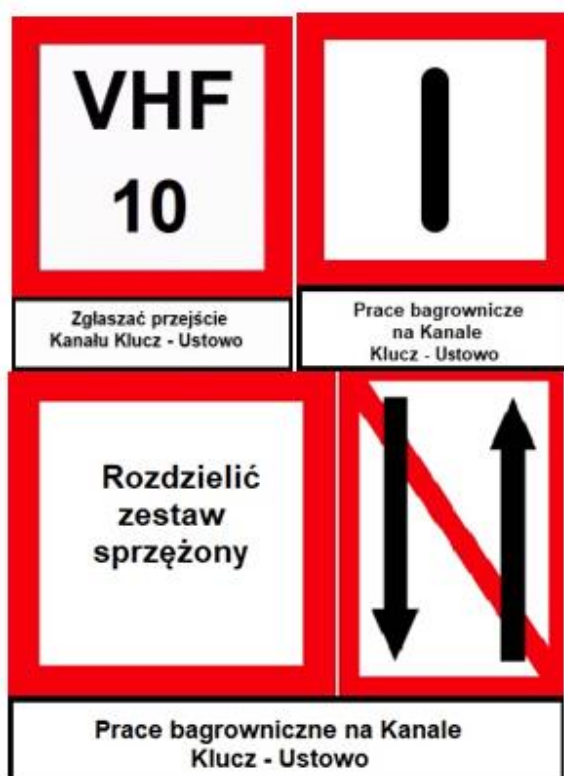 VHF
10
Zgłaszać przejście
Kanału Klucz - Ustowo
Prace bagrownicze
na Kanale
Klucz - Ustowo
Rozdzielić
zestaw
sprzężony
Prace bagrowniczne na Kanale
Klucz - Ustowo